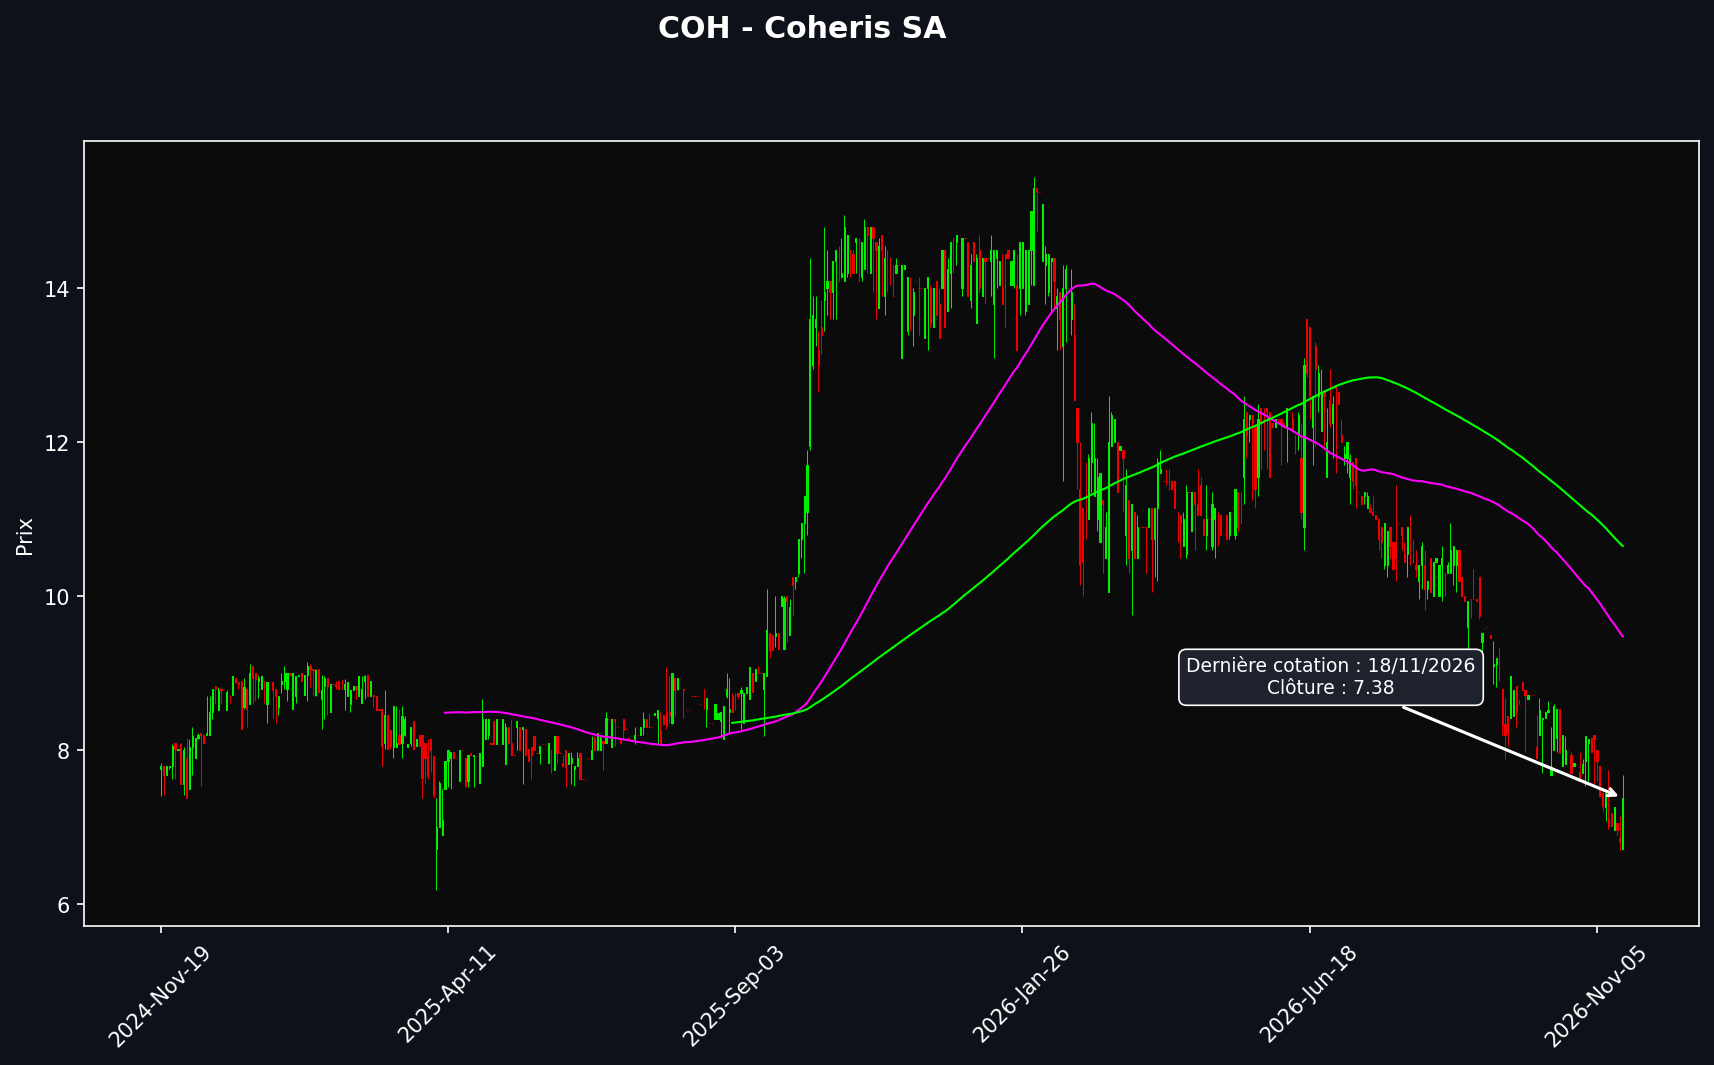 COH - Coheris SA
Prix
14
12
10
8
6
Dernière cotation : 18/11/2026
Clôture : 7.38
2024-Nov-19
2025-Apr-11
2025-Sep-03
2026-Jan-26
2026-Jun-18
2026-Nov-05